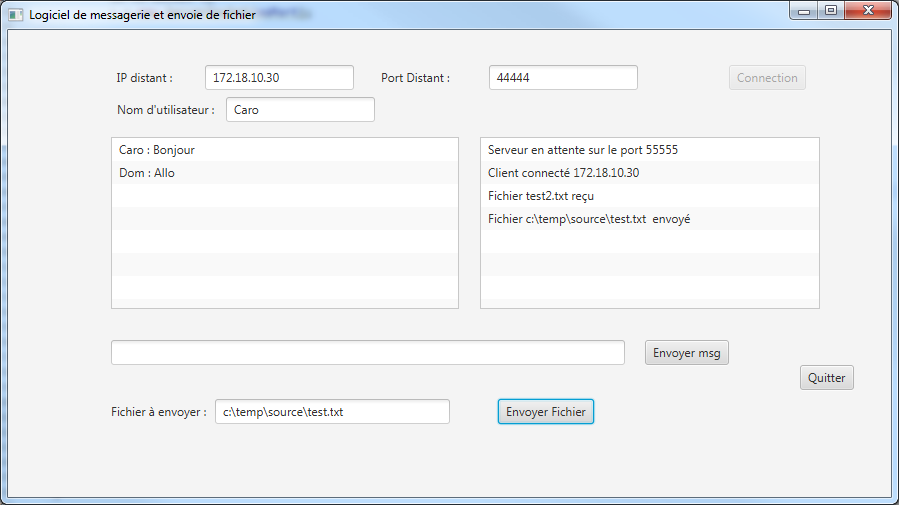 Logiciel de messagerie et envoie de fichier
IP distant : 172.18.10.30 Port Distant : 44444 Connection
Nom d'utilisateur : Caro
Caro : Bonjour
Dom : Allo
Serveur en attente sur le port 55555
Client connecté 172.18.10.30
Fichier test2.txt reçu
Fichier c:\temp\source\test.txt  envoyé
Envoyer msg
Quitter
Fichier à envoyer : c:\temp\source\test.txt Envoyer Fichier